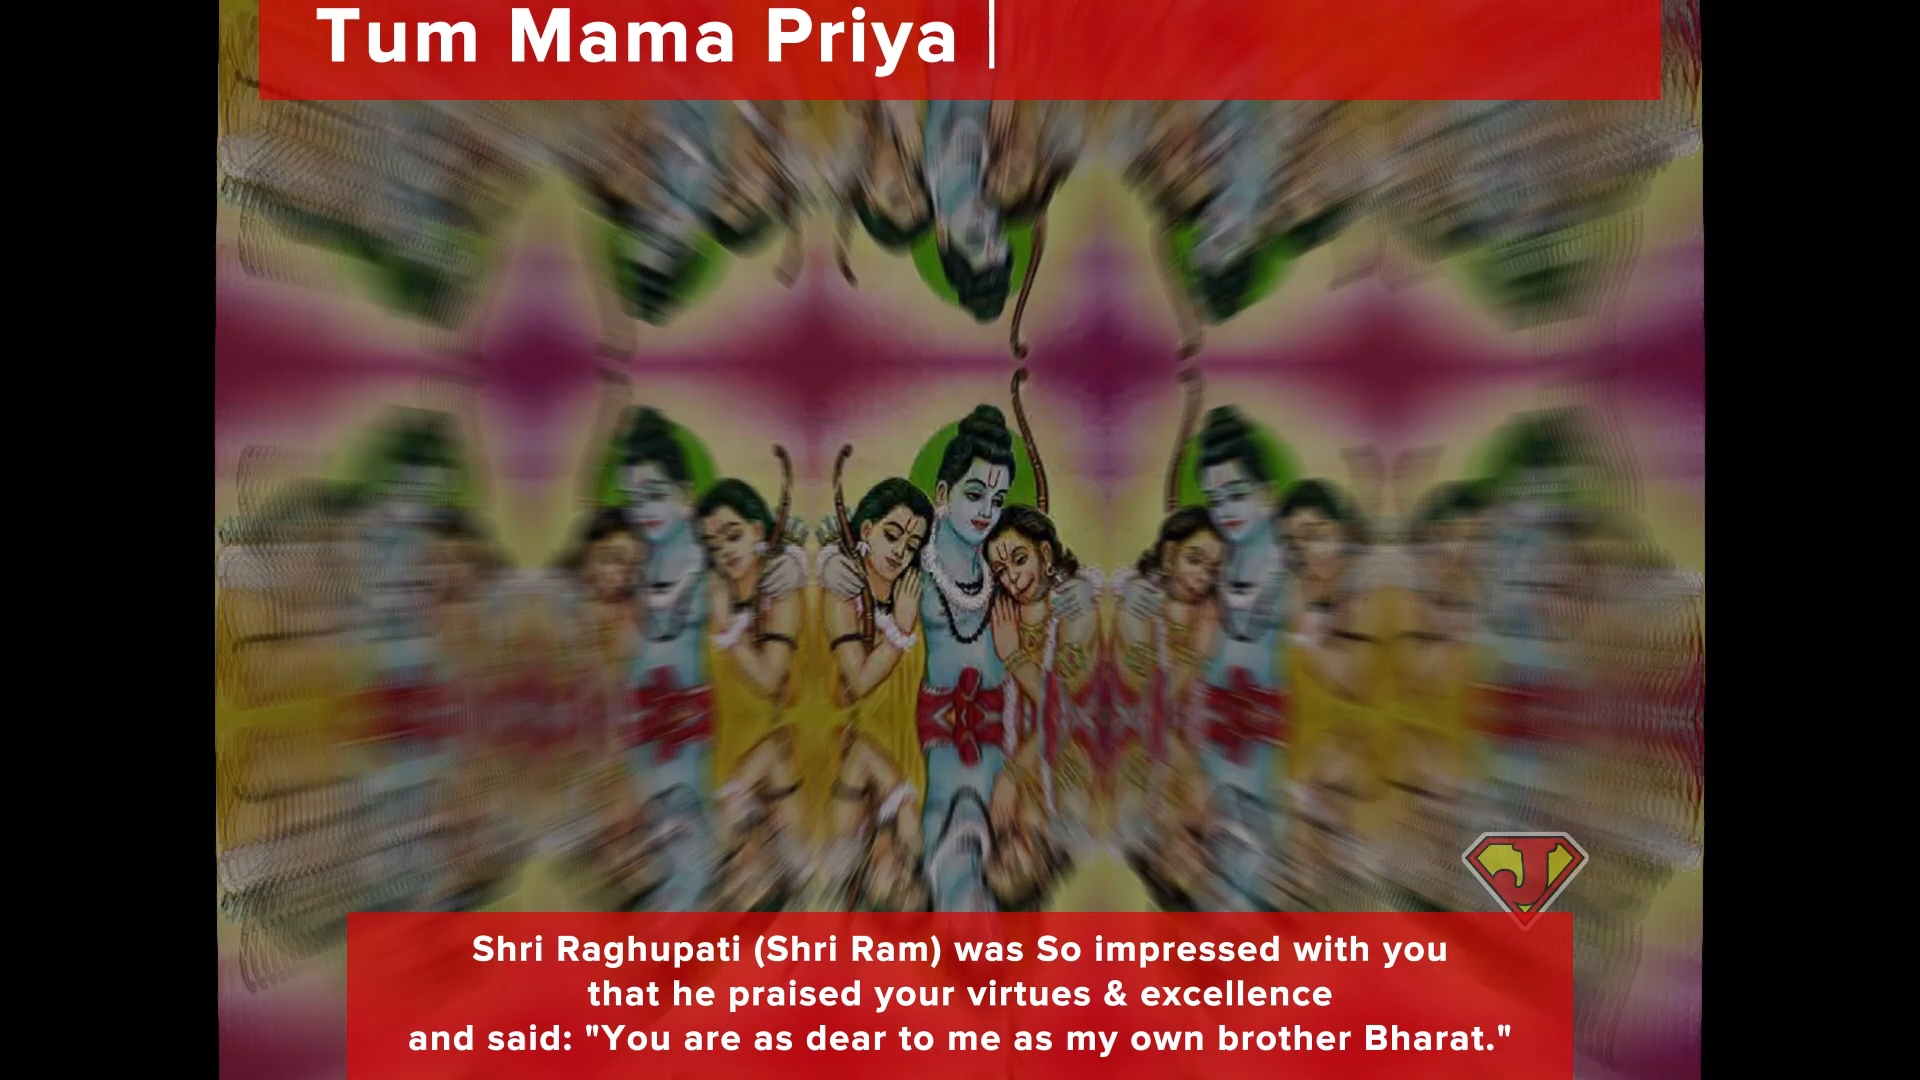 Tum Mama Priya
J
Shri Raghupati (Shri Ram) was So impressed with you
that he praised your virtues & excellence
and said: "You are as dear to me as my own brother Bharat."